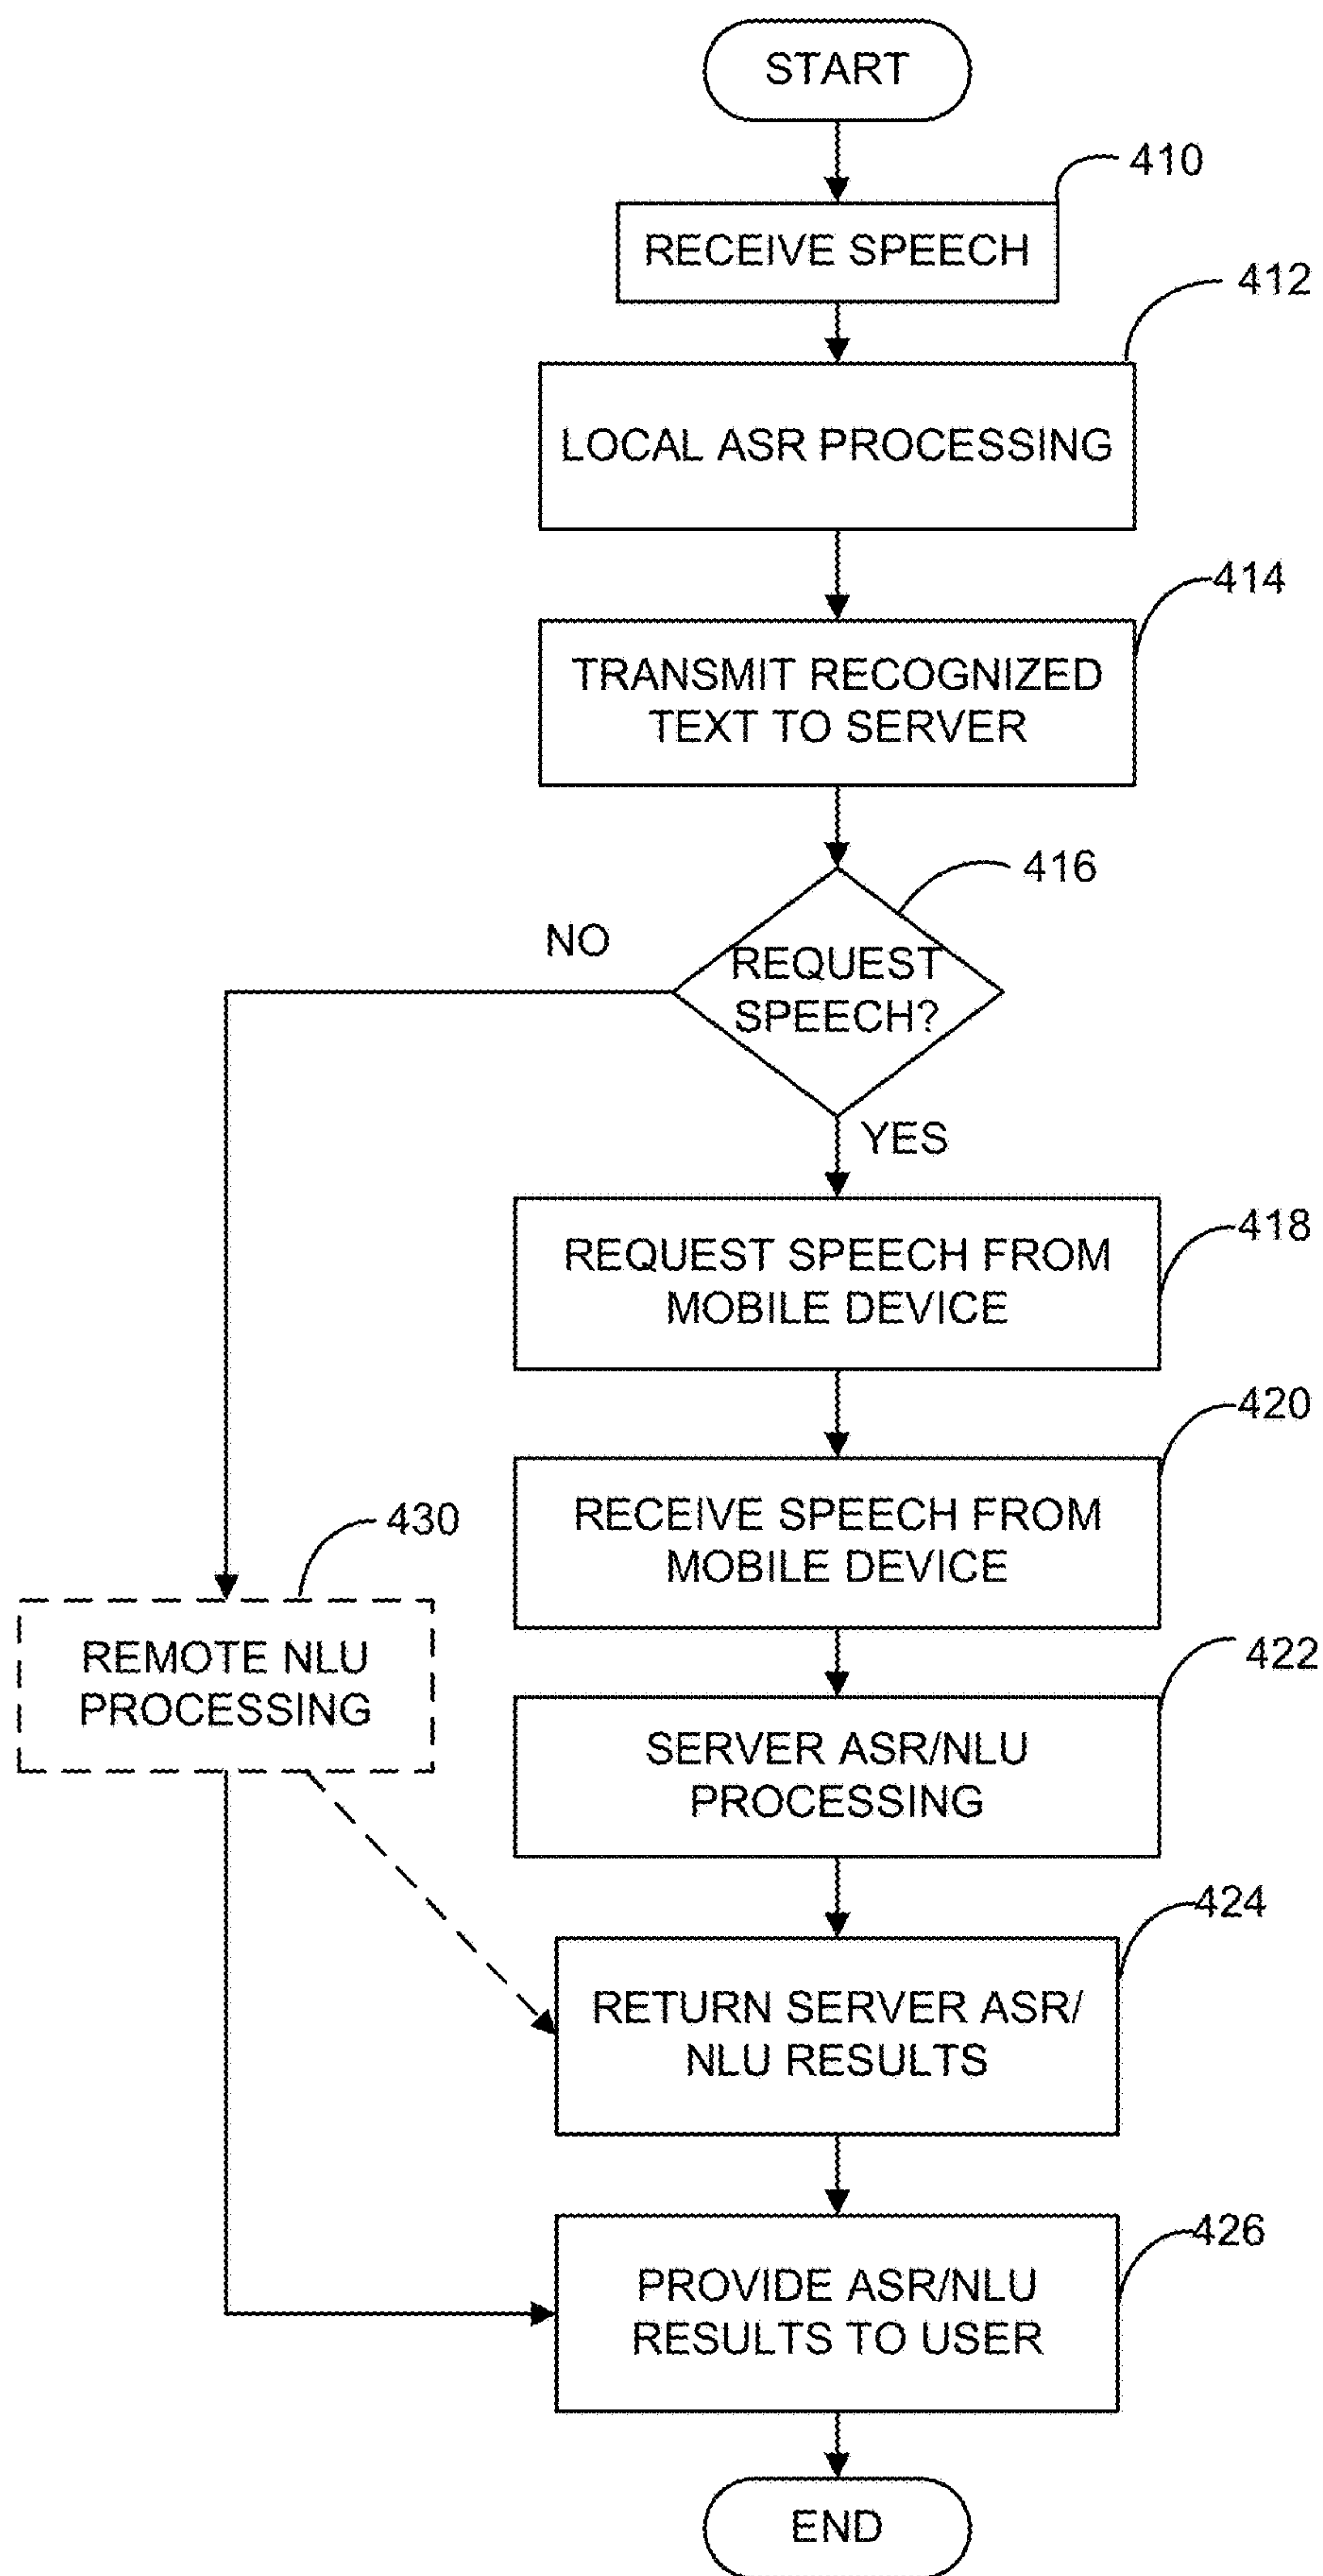 START
410
RECEIVE SPEECH
412
LOCAL ASR PROCESSING
414
TRANSMIT RECOGNIZED
TEXT TO SERVER
416
NO
REQUEST
SPEECH?
YES
418
REQUEST SPEECH FROM
MOBILE DEVICE
420
RECEIVE SPEECH FROM
MOBILE DEVICE
430
REMOTE NLU
PROCESSING
422
SERVER ASR/NLU
PROCESSING
424
RETURN SERVER ASR/
NLU RESULTS
426
PROVIDE ASR/NLU
RESULTS TO USER
END